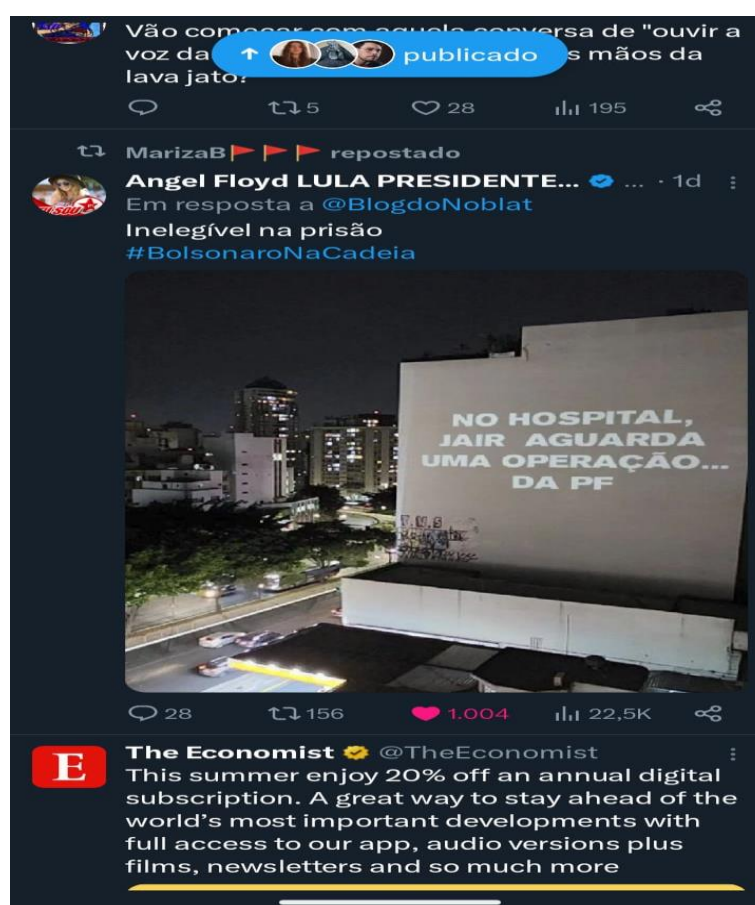 Vão começar com aquela conversa de "ouvir a
voz da
publicado
s mãos da
lava jato?
5 28 195
MarizaB repostado
Angel Floyd LULA PRESIDENTE... ... · 1d
Em resposta a @BlogdoNoblat
Inelegível na prisão
#BolsonaroNaCadeia
NO HOSPITAL,
JAIR AGUARDA
UMA OPERAÇÃO...
DA PF
28 156 1.004 22,5K
The Economist @TheEconomist
This summer enjoy 20% off an annual digital
subscription. A great way to stay ahead of the
world's most important developments with
full access to our app, audio versions plus
films, newsletters and so much more